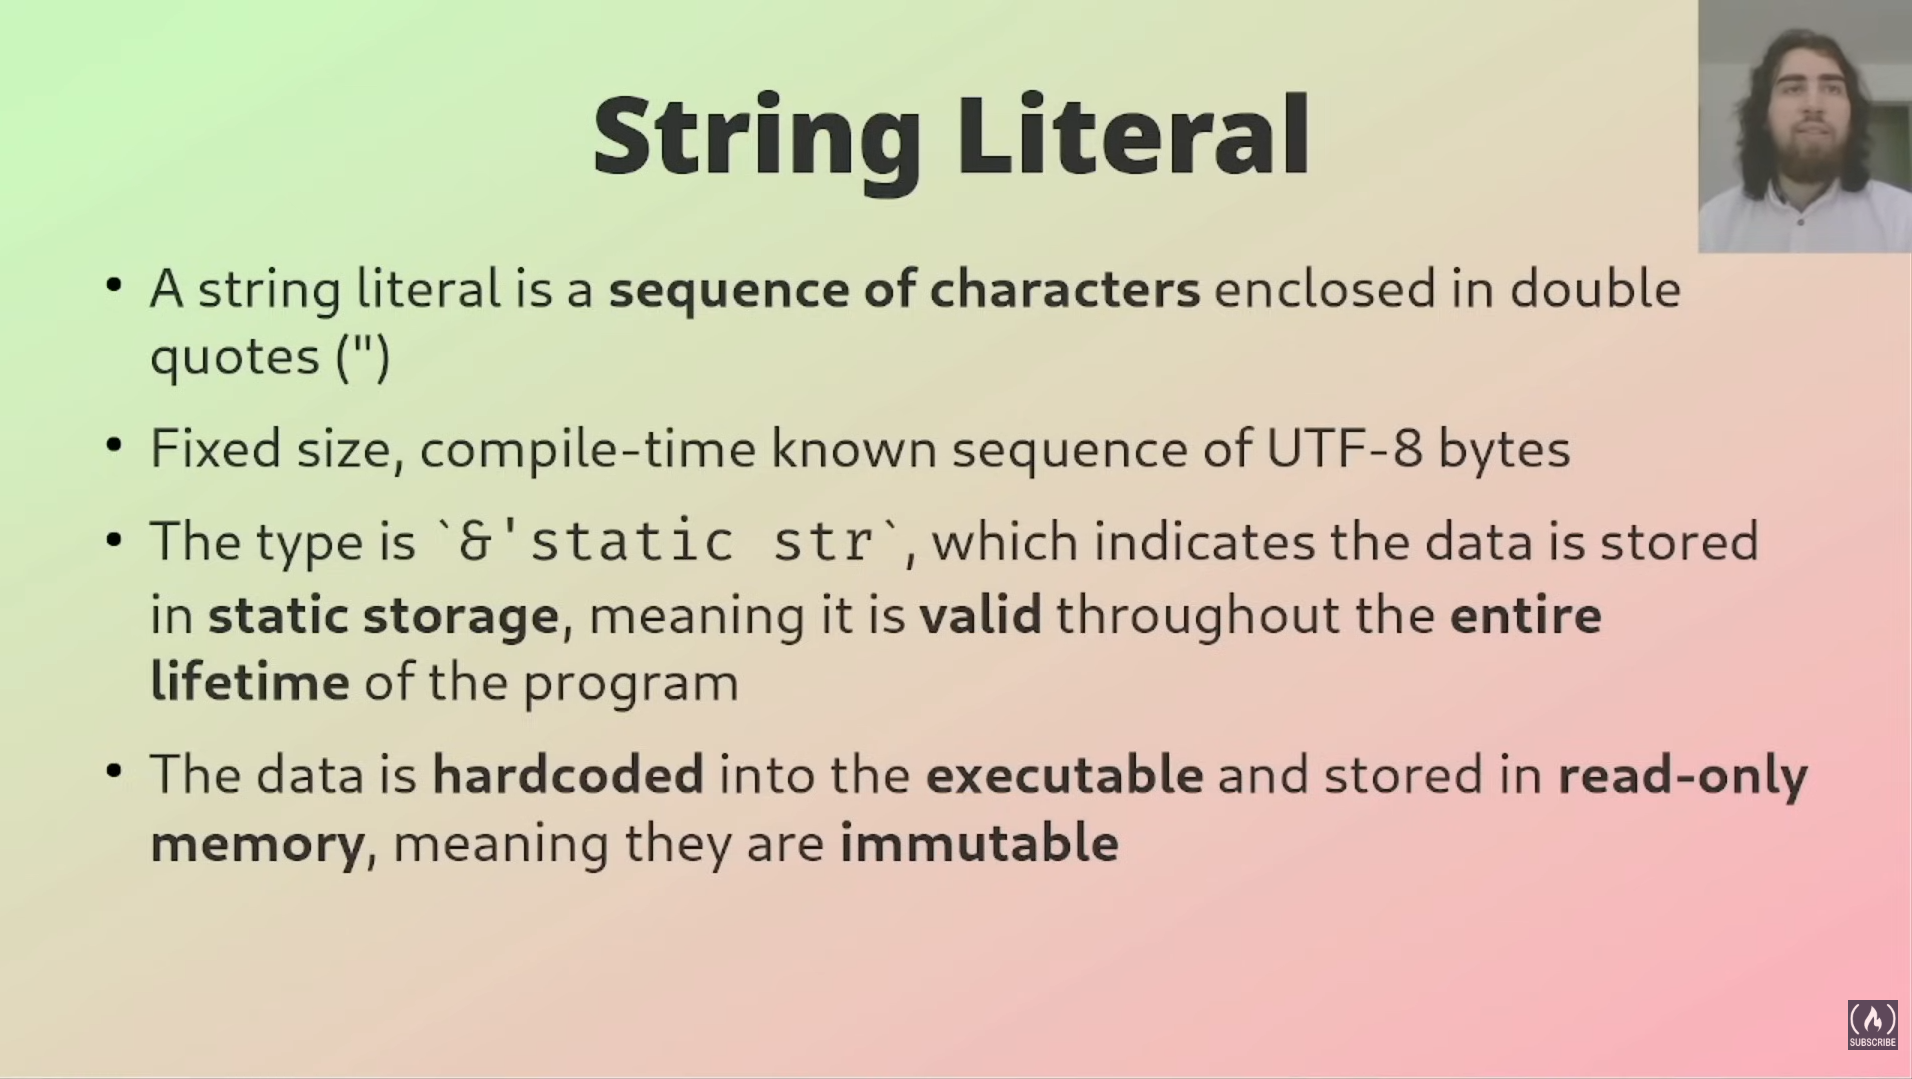 String Literal
• A string literal is a sequence of characters enclosed in double
quotes (")
• Fixed size, compile-time known sequence of UTF-8 bytes
• The type is `&'static str`, which indicates the data is stored
in static storage, meaning it is valid throughout the entire
lifetime of the program
• The data is hardcoded into the executable and stored in read-only
memory, meaning they are immutable
SUBSCRIBE